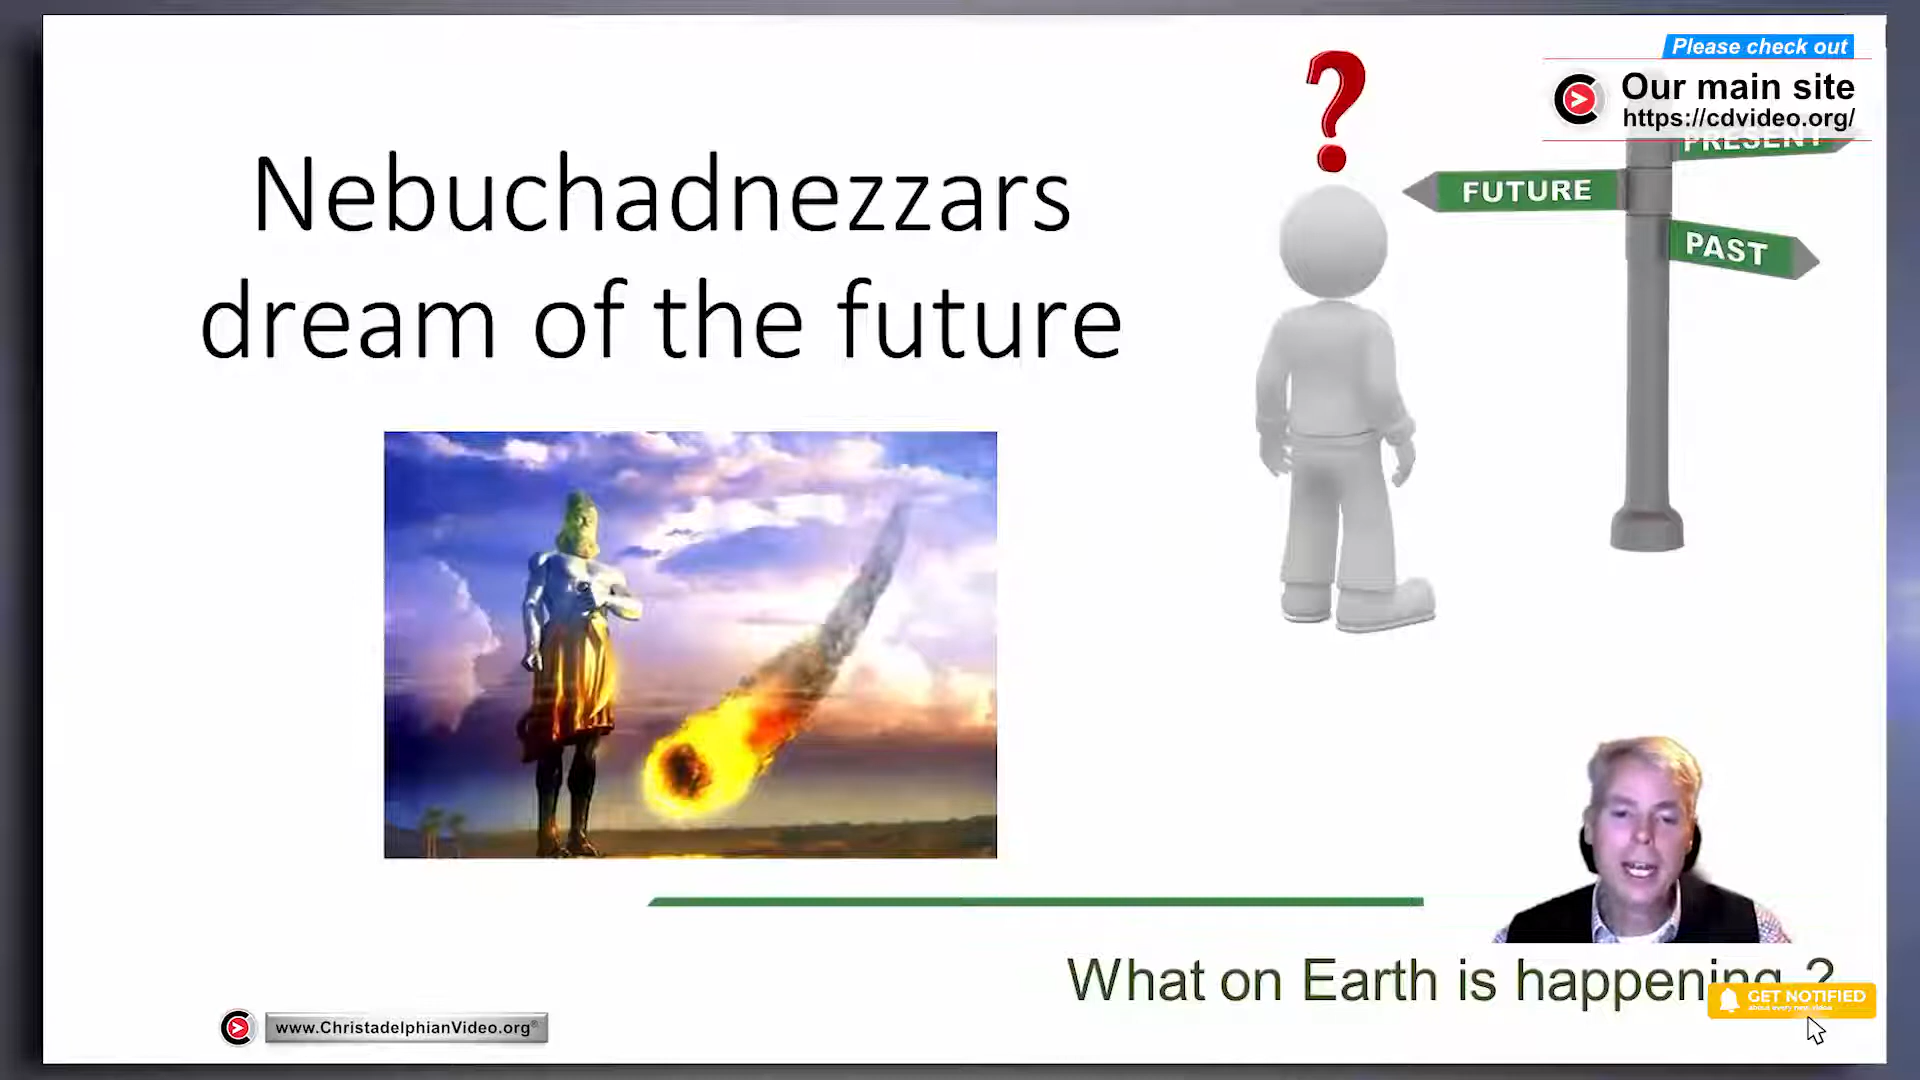 Please check out
Our main site
https://cdvideo.org/
PRESENT
FUTURE
PAST
?
Nebuchadnezzars
dream of the future
What on Earth is happening ?
GET NOTIFIED
about every new video
www.ChristadelphianVideo.org®